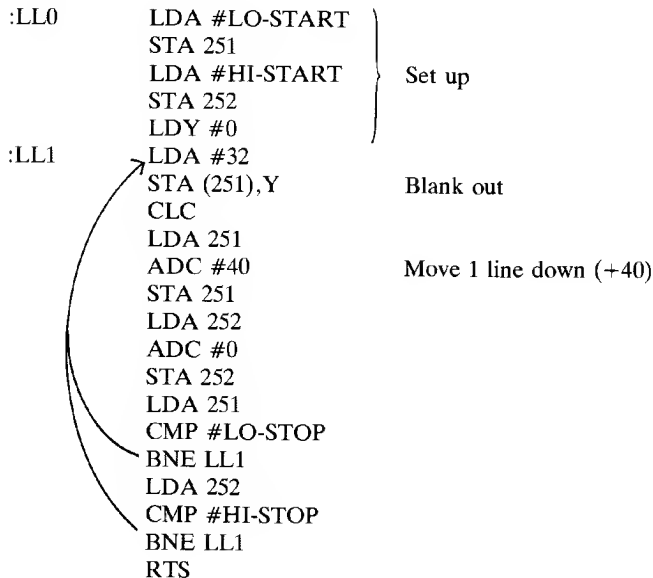 :LL0 LDA #LO-START
STA 251
LDA #HI-START Set up
STA 252
LDY #0
:LL1 LDA #32
STA (251),Y Blank out
CLC
LDA 251
ADC #40 Move 1 line down (+40)
STA 251
LDA 252
ADC #0
STA 252
LDA 251
CMP #LO-STOP
BNE LL1
LDA 252
CMP #HI-STOP
BNE LL1
RTS